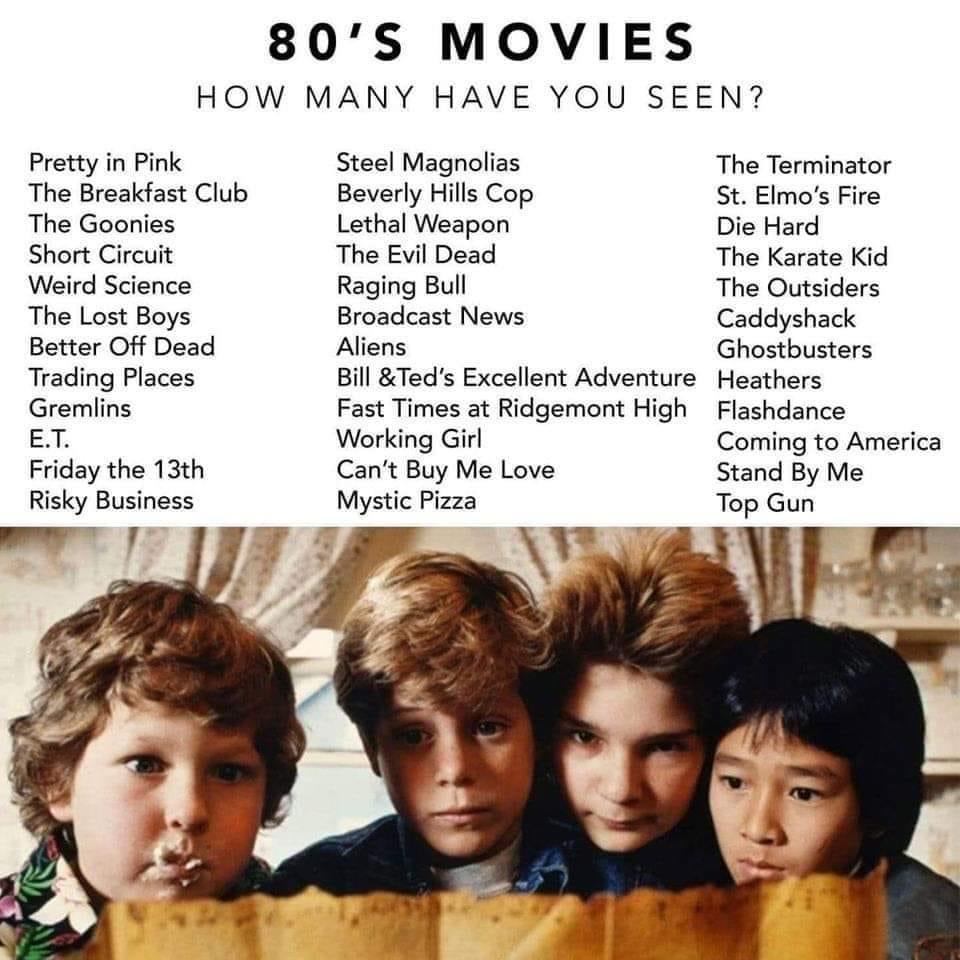 80'S MOVIES
HOW MANY HAVE YOU SEEN?
Pretty in Pink
The Breakfast Club
The Goonies
Short Circuit
Weird Science
The Lost Boys
Better Off Dead
Trading Places
Gremlins
E.T.
Friday the 13th
Risky Business
Steel Magnolias
Beverly Hills Cop
Lethal Weapon
The Evil Dead
Raging Bull
Broadcast News
Aliens
Bill &Ted's Excellent Adventure
Fast Times at Ridgemont High
Working Girl
Can't Buy Me Love
Mystic Pizza
The Terminator
St. Elmo's Fire
Die Hard
The Karate Kid
The Outsiders
Caddyshack
Ghostbusters
Heathers
Flashdance
Coming to America
Stand By Me
Top Gun